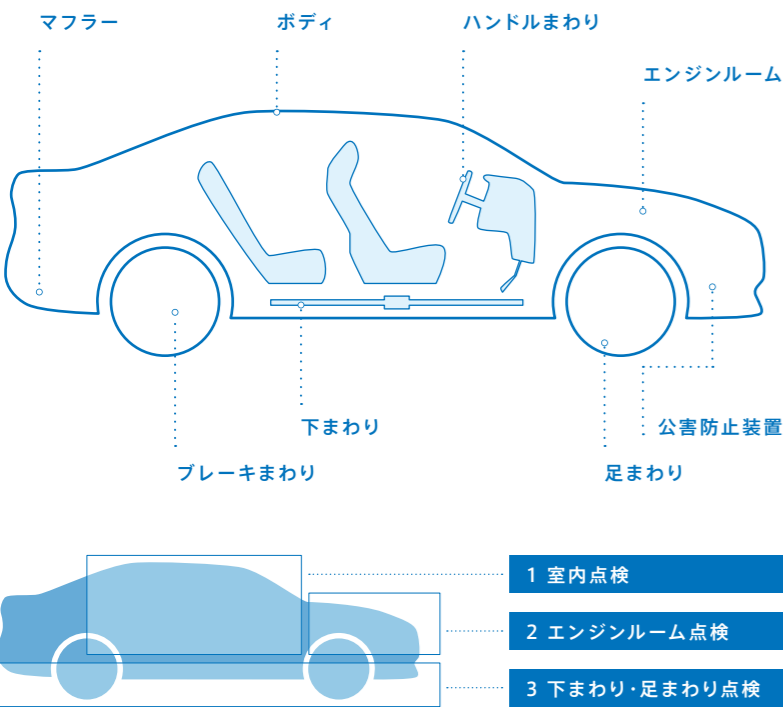 マフラー
ボディ
ハンドルまわり
エンジンルーム
下まわり
公害防止装置
ブレーキまわり
足まわり
1 室内点検
2 エンジンルーム点検
3 下まわり・足まわり点検